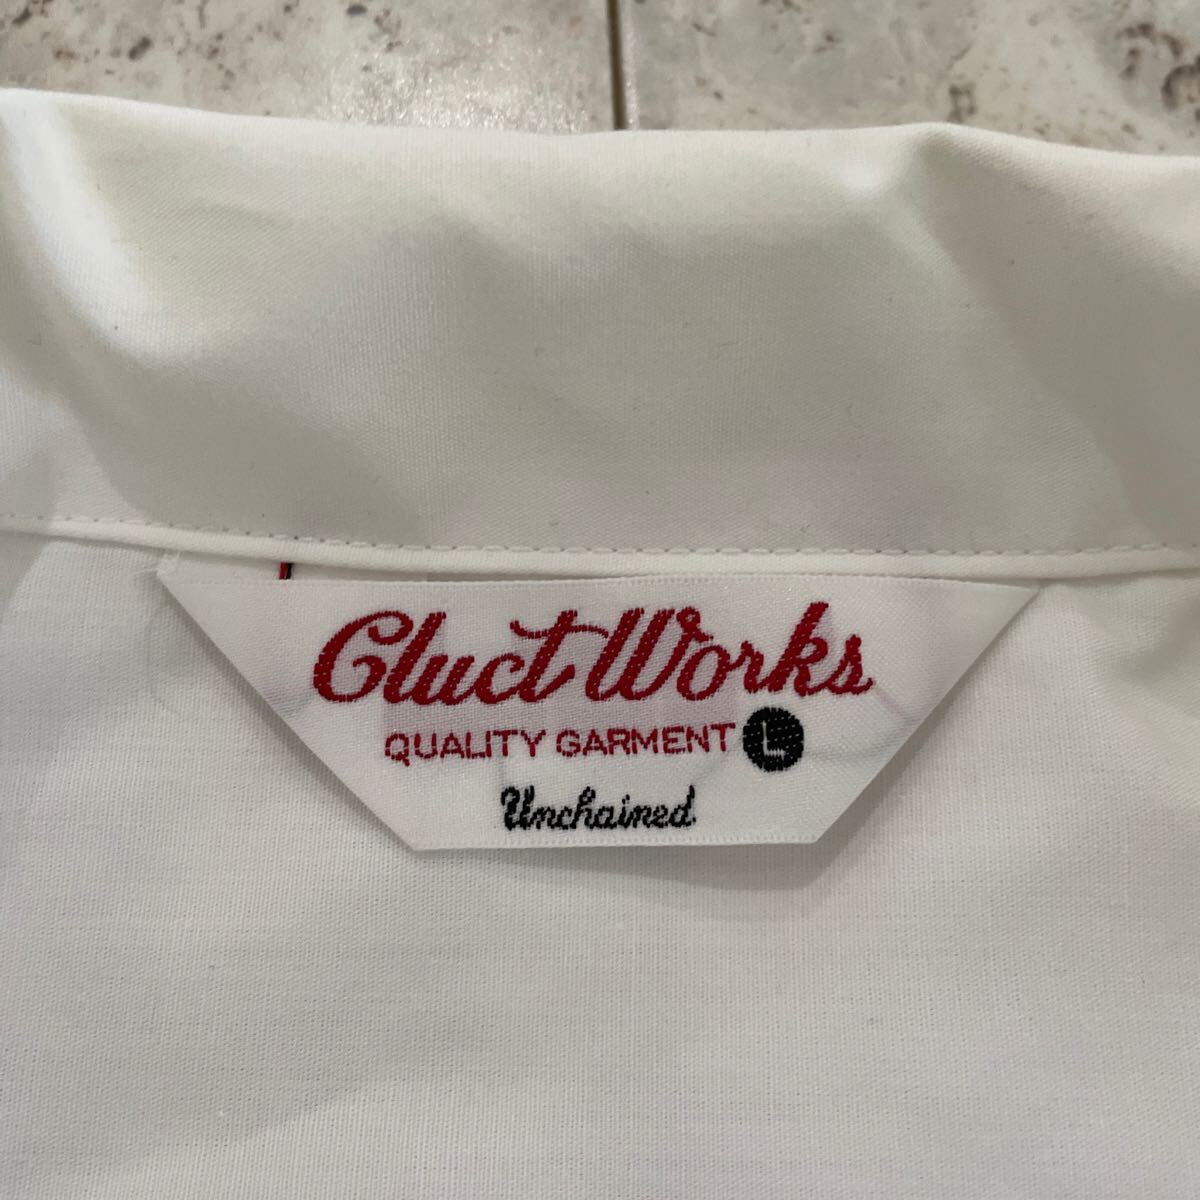 Cluct Works
QUALITY GARMENT L
Unchained